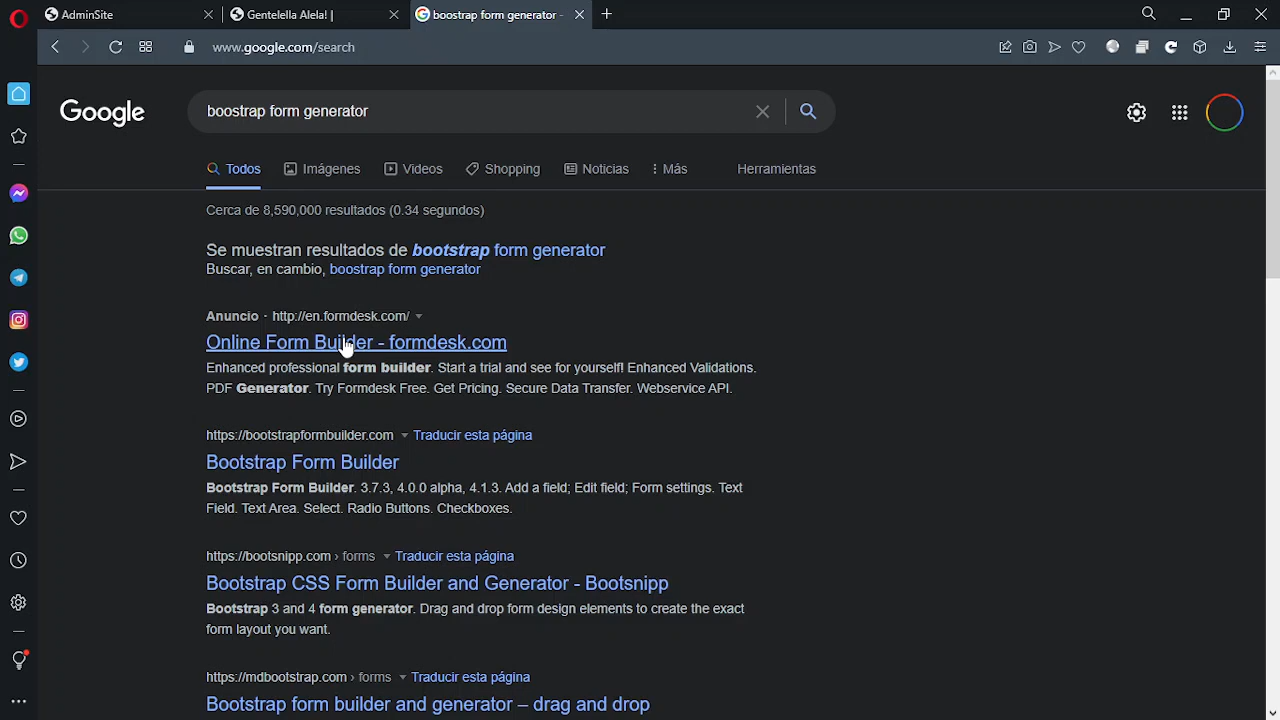 AdminSite
Gentelella Alela! |
boostrap form generator -
www.google.com/search
Google
boostrap form generator
Todos
Imágenes
Videos
Shopping
Noticias
Más
Herramientas
Cerca de 8,590,000 resultados (0.34 segundos)
Se muestran resultados de bootstrap form generator
Buscar, en cambio, boostrap form generator
Anuncio · http://en.formdesk.com/
Online Form Builder - formdesk.com
Enhanced professional form builder. Start a trial and see for yourself! Enhanced Validations.
PDF Generator. Try Formdesk Free. Get Pricing. Secure Data Transfer. Webservice API.
https://bootstrapformbuilder.com Traducir esta página
Bootstrap Form Builder
Bootstrap Form Builder. 3.7.3, 4.0.0 alpha, 4.1.3. Add a field; Edit field; Form settings. Text
Field. Text Area. Select. Radio Buttons. Checkboxes.
https://bootsnipp.com › forms Traducir esta página
Bootstrap CSS Form Builder and Generator - Bootsnipp
Bootstrap 3 and 4 form generator. Drag and drop form design elements to create the exact
form layout you want.
https://mdbootstrap.com › forms Traducir esta página
Bootstrap form builder and generator – drag and drop